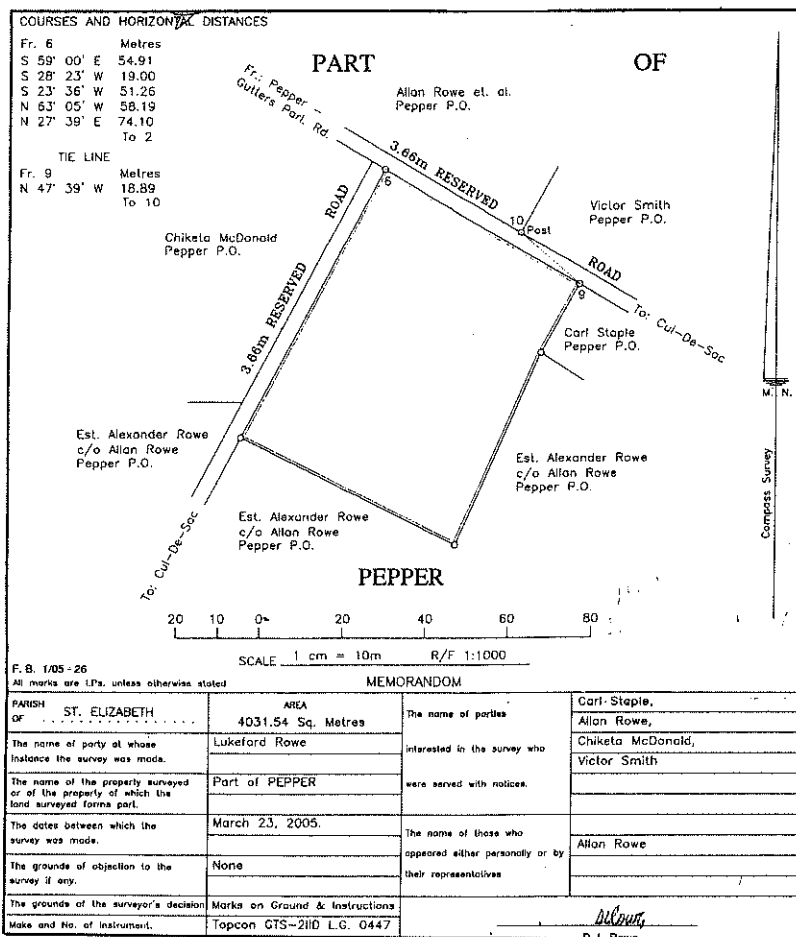 COURSES AND HORIZONTAL DISTANCES
Fr. 6 Metres
S 59° 00' E 54.91
S 28° 23' W 19.00
S 23° 36' W 51.26
N 63° 05' W 58.19
N 27° 39' E 74.10
To 2
TIE LINE
Fr. 9 Metres
N 47° 39' W 18.89
To 10
PART OF
Fr.: Pepper -
Gutters Parl. Rd.
Allan Rowe et. al.
Pepper P.O.
3.66m RESERVED ROAD
6
10
Post
Victor Smith
Pepper P.O.
9
To: Cul-De-Sac
Chiketa McDonald
Pepper P.O.
3.66m RESERVED ROAD
Carl Staple
Pepper P.O.
M. N.
Compass Survey
Est. Alexander Rowe
c/o Allan Rowe
Pepper P.O.
Est. Alexander Rowe
c/o Allan Rowe
Pepper P.O.
Est. Alexander Rowe
c/o Allan Rowe
Pepper P.O.
To: Cul-De-Sac
PEPPER
20 10 0 20 40 60 80
SCALE 1 cm = 10m R/F 1:1000
F. B. 1/05-26
All marks are I.Ps. unless otherwise stated
MEMORANDUM
PARISH OF ST. ELIZABETH
AREA
4031.54 Sq. Metres
The name of party at whose
instance the survey was made.
Lukeford Rowe
The name of the property surveyed
or of the property of which the
land surveyed forms part.
Part of PEPPER
The dates between which the
survey was made.
March 23, 2005.
The grounds of objection to the
survey if any.
None
The grounds of the surveyor's decision
Marks on Ground & Instructions
Make and No. of Instrument.
Topcon GTS-211D L.G. 0447
The name of parties
interested in the survey who
were served with notices.
Carl Staple,
Allan Rowe,
Chiketa McDonald,
Victor Smith
The name of those who
appeared either personally or by
their representatives
Allan Rowe